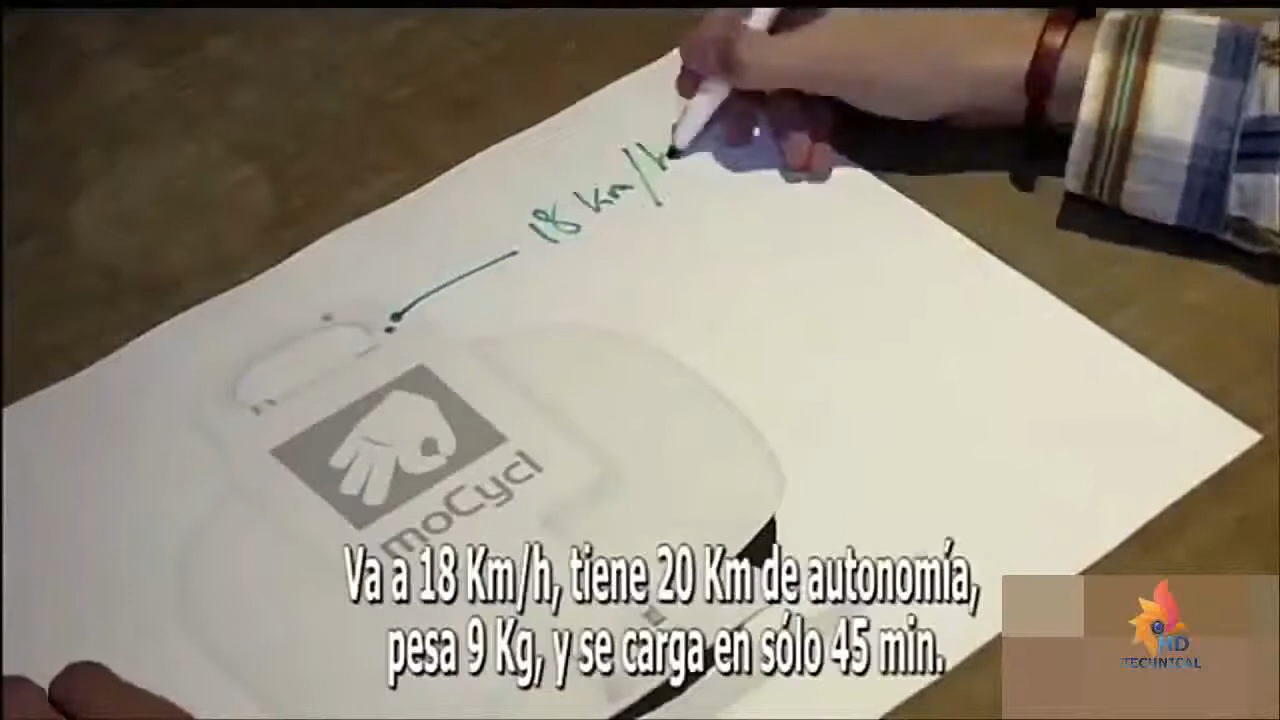 18 Km/h
moCycl
Va a 18 Km/h, tiene 20 Km de autonomía,
pesa 9 Kg, y se carga en sólo 45 min.
HD
TECHNICAL